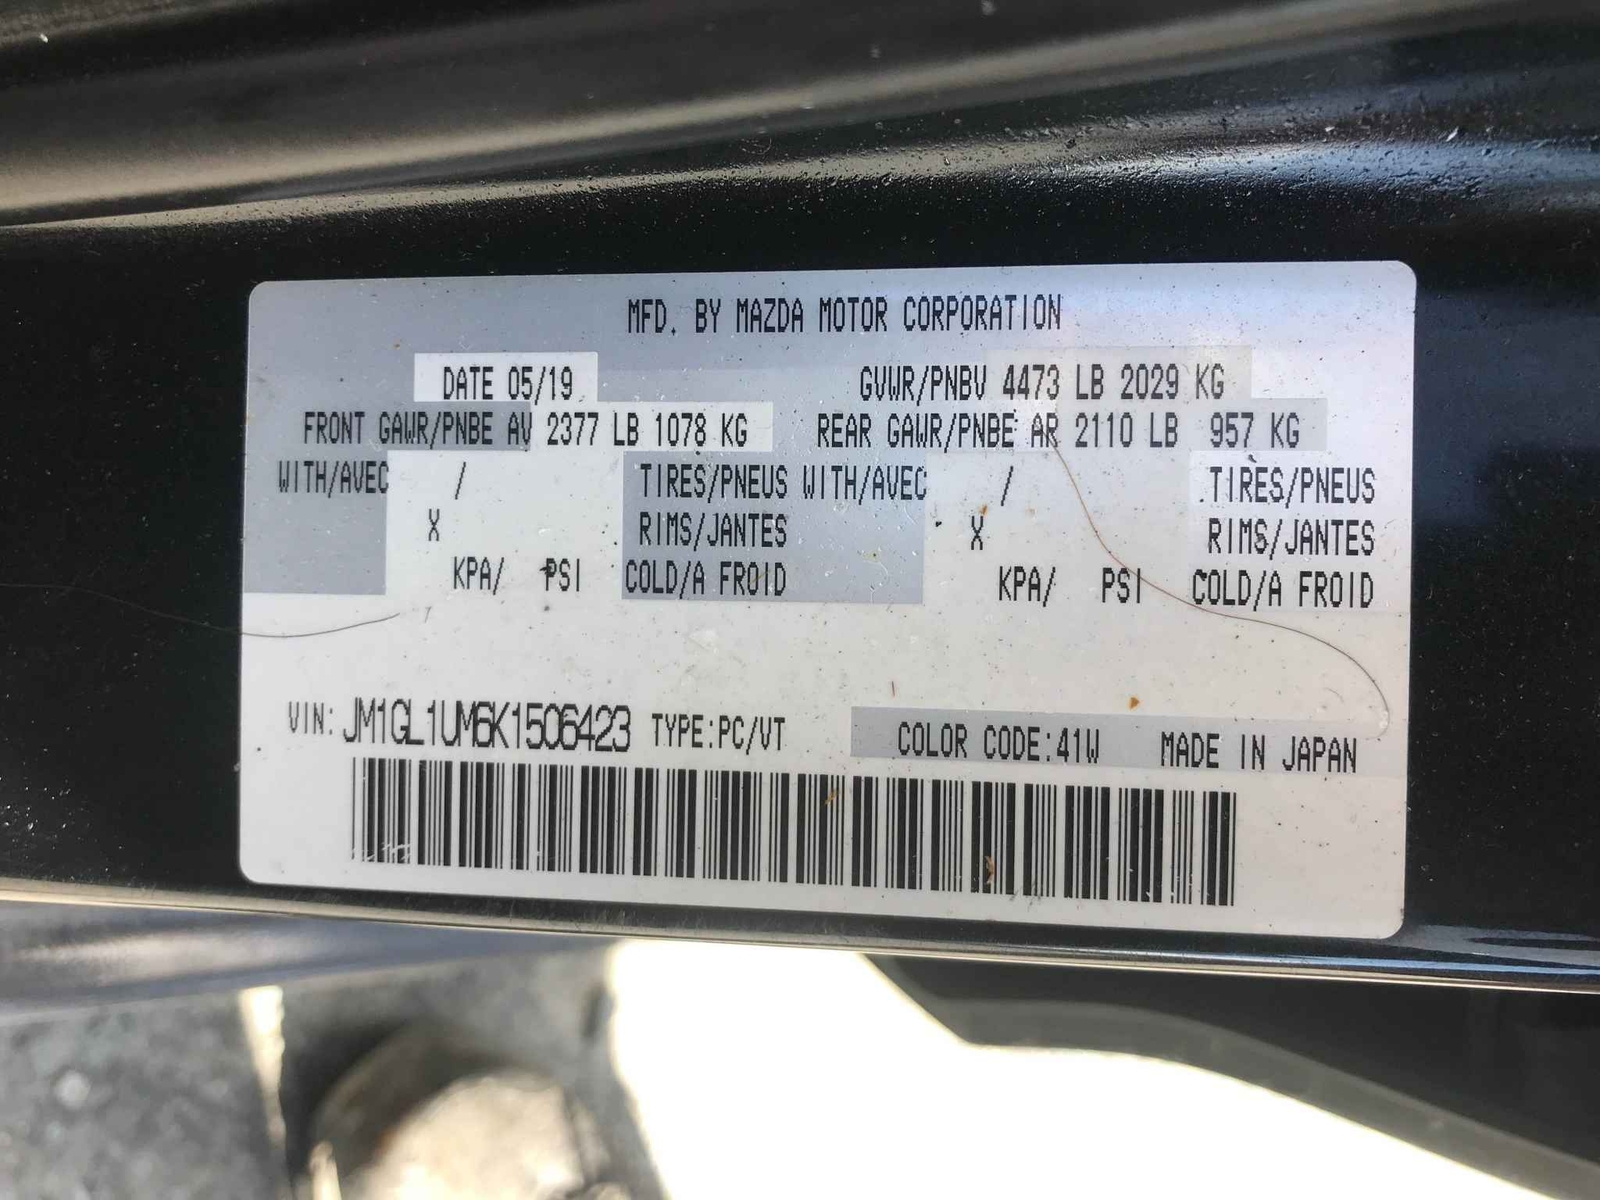 MFD. BY MAZDA MOTOR CORPORATION
DATE 05/19 GVWR/PNBV 4473 LB 2029 KG
FRONT GAWR/PNBE AV 2377 LB 1078 KG REAR GAWR/PNBE AR 2110 LB 957 KG
WITH/AVEC / TIRES/PNEUS WITH/AVEC / TIRES/PNEUS
X RIMS/JANTES X RIMS/JANTES
KPA/ PSI COLD/A FROID KPA/ PSI COLD/A FROID
VIN: JM1GL1UM6K1506423 TYPE:PC/VT COLOR CODE:41W MADE IN JAPAN